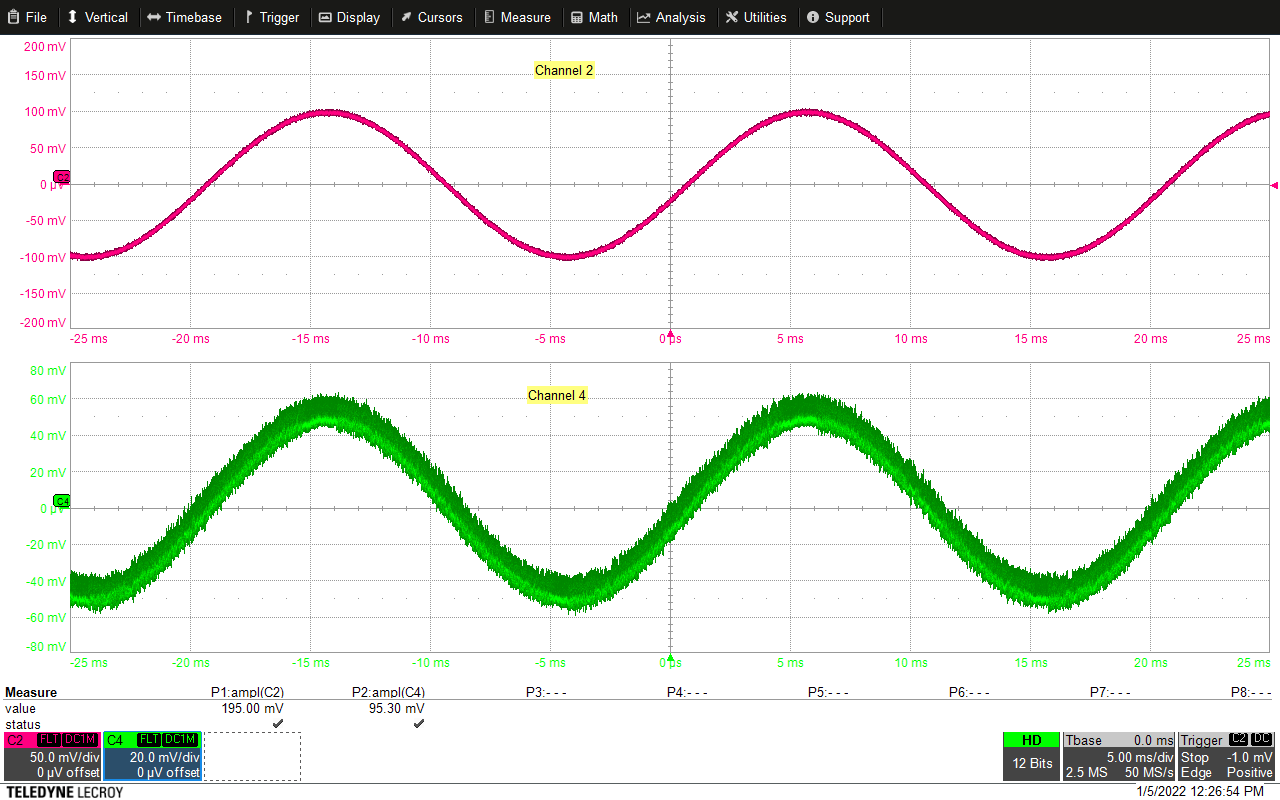 File Vertical Timebase Trigger Display Cursors Measure Math Analysis Utilities Support
200 mV
Channel 2
150 mV
100 mV
50 mV
C2
0 µV
-50 mV
-100 mV
-150 mV
-200 mV
-25 ms -20 ms -15 ms -10 ms -5 ms 0 ps 5 ms 10 ms 15 ms 20 ms 25 ms
80 mV
Channel 4
60 mV
40 mV
20 mV
C4
0 µV
-20 mV
-40 mV
-60 mV
-80 mV
-25 ms -20 ms -15 ms -10 ms -5 ms 0 ps 5 ms 10 ms 15 ms 20 ms 25 ms
Measure P1:ampl(C2) P2:ampl(C4) P3:- - - P4:- - - P5:- - - P6:- - - P7:- - - P8:- - -
value 195.00 mV 95.30 mV
status
C2 FLT DC1M C4 FLT DC1M HD Tbase 0.0 ms Trigger C2 DC
50.0 mV/div 20.0 mV/div 12 Bits 5.00 ms/div Stop -1.0 mV
0 µV offset 0 µV offset 2.5 MS 50 MS/s Edge Positive
TELEDYNE LECROY 1/5/2022 12:26:54 PM